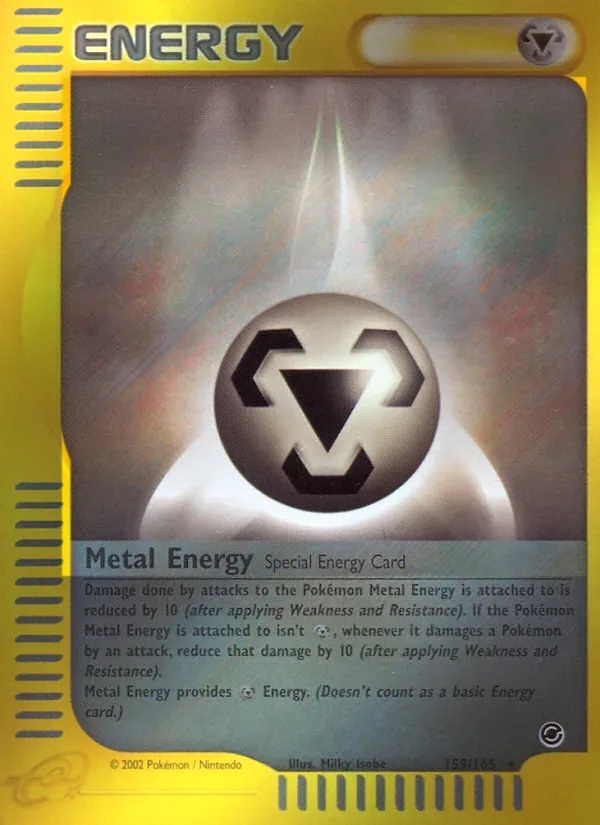 ENERGY
Metal Energy Special Energy Card
Damage done by attacks to the Pokémon Metal Energy is attached to is
reduced by 10 (after applying Weakness and Resistance). If the Pokémon
Metal Energy is attached to isn't , whenever it damages a Pokémon
by an attack, reduce that damage by 10 (after applying Weakness and
Resistance).
Metal Energy provides Energy. (Doesn't count as a basic Energy
card.)
© 2002 Pokémon / Nintendo Illus. Milky Isobe 159/165 ★